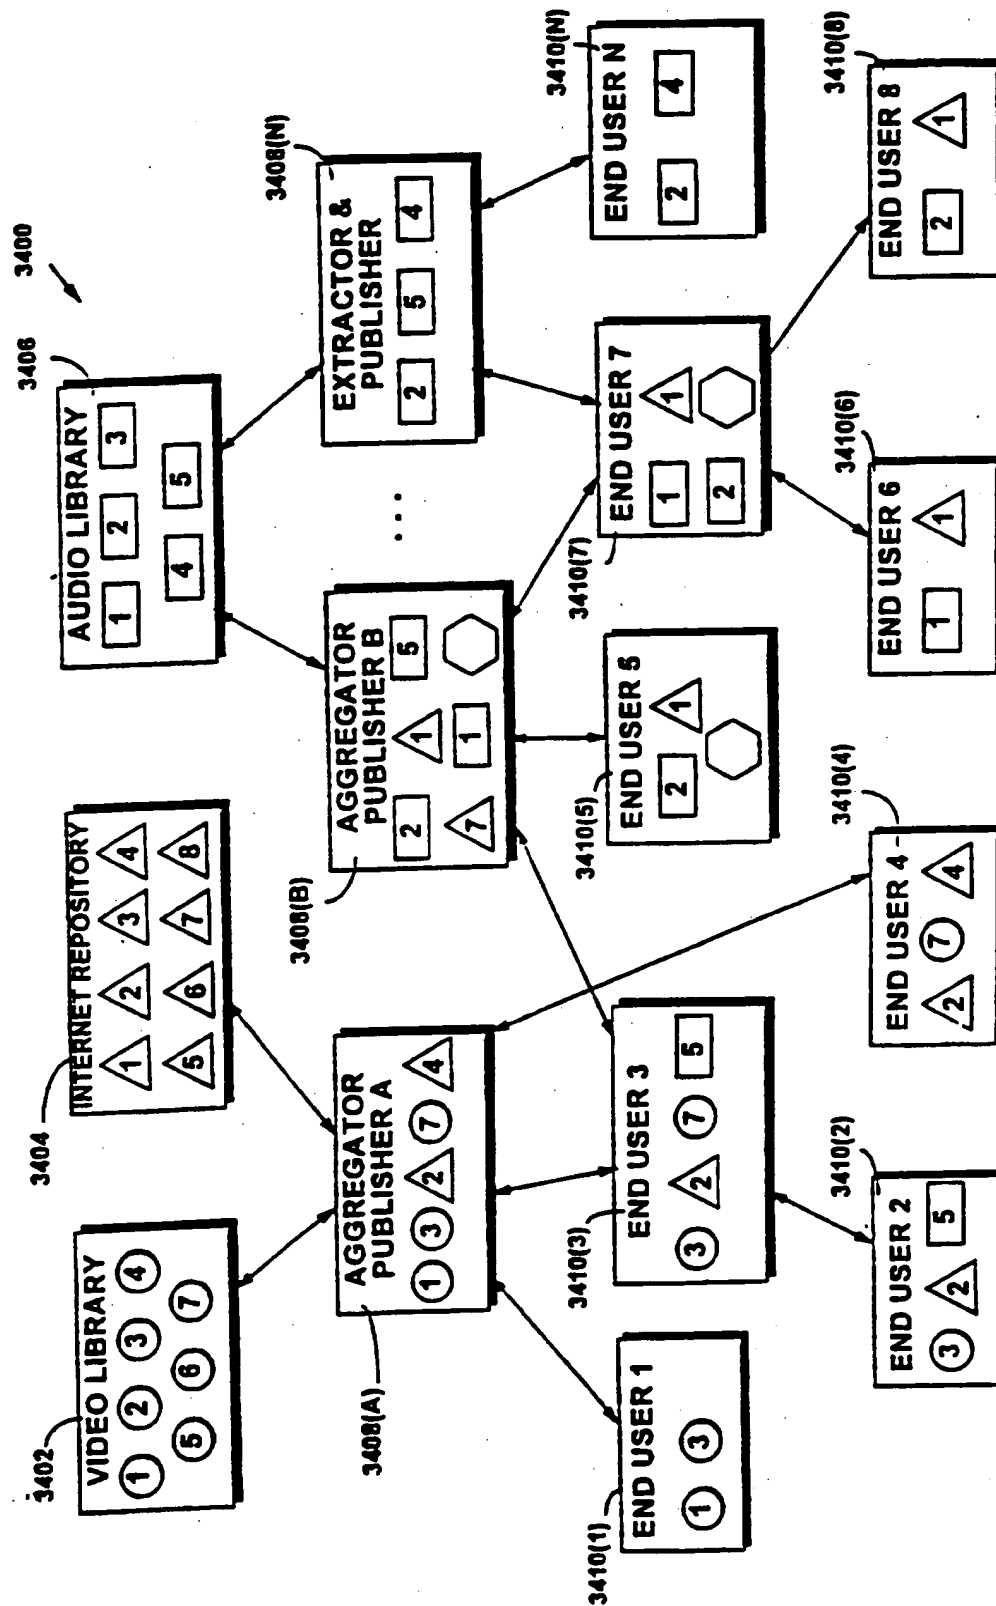 3400
3402
VIDEO LIBRARY
1 2 3 4
5 6 7
3404
INTERNET REPOSITORY
1 2 3 4
5 6 7 8
3406
AUDIO LIBRARY
1 2 3
4 5
3408(A)
AGGREGATOR
PUBLISHER A
1 3 2 7 4
3408(B)
AGGREGATOR
PUBLISHER B
2 1 5
7 1
...
3408(N)
EXTRACTOR &
PUBLISHER
2 5 4
3410(1)
END USER 1
1 3
3410(3)
END USER 3
3 2 7 5
3410(5)
END USER 5
2 1
3410(7)
END USER 7
1 1
2
3410(N)
END USER N
2 4
3410(2)
END USER 2
3 2 5
3410(4)
END USER 4
2 7 4
3410(6)
END USER 6
1 1
3410(8)
END USER 8
2 1